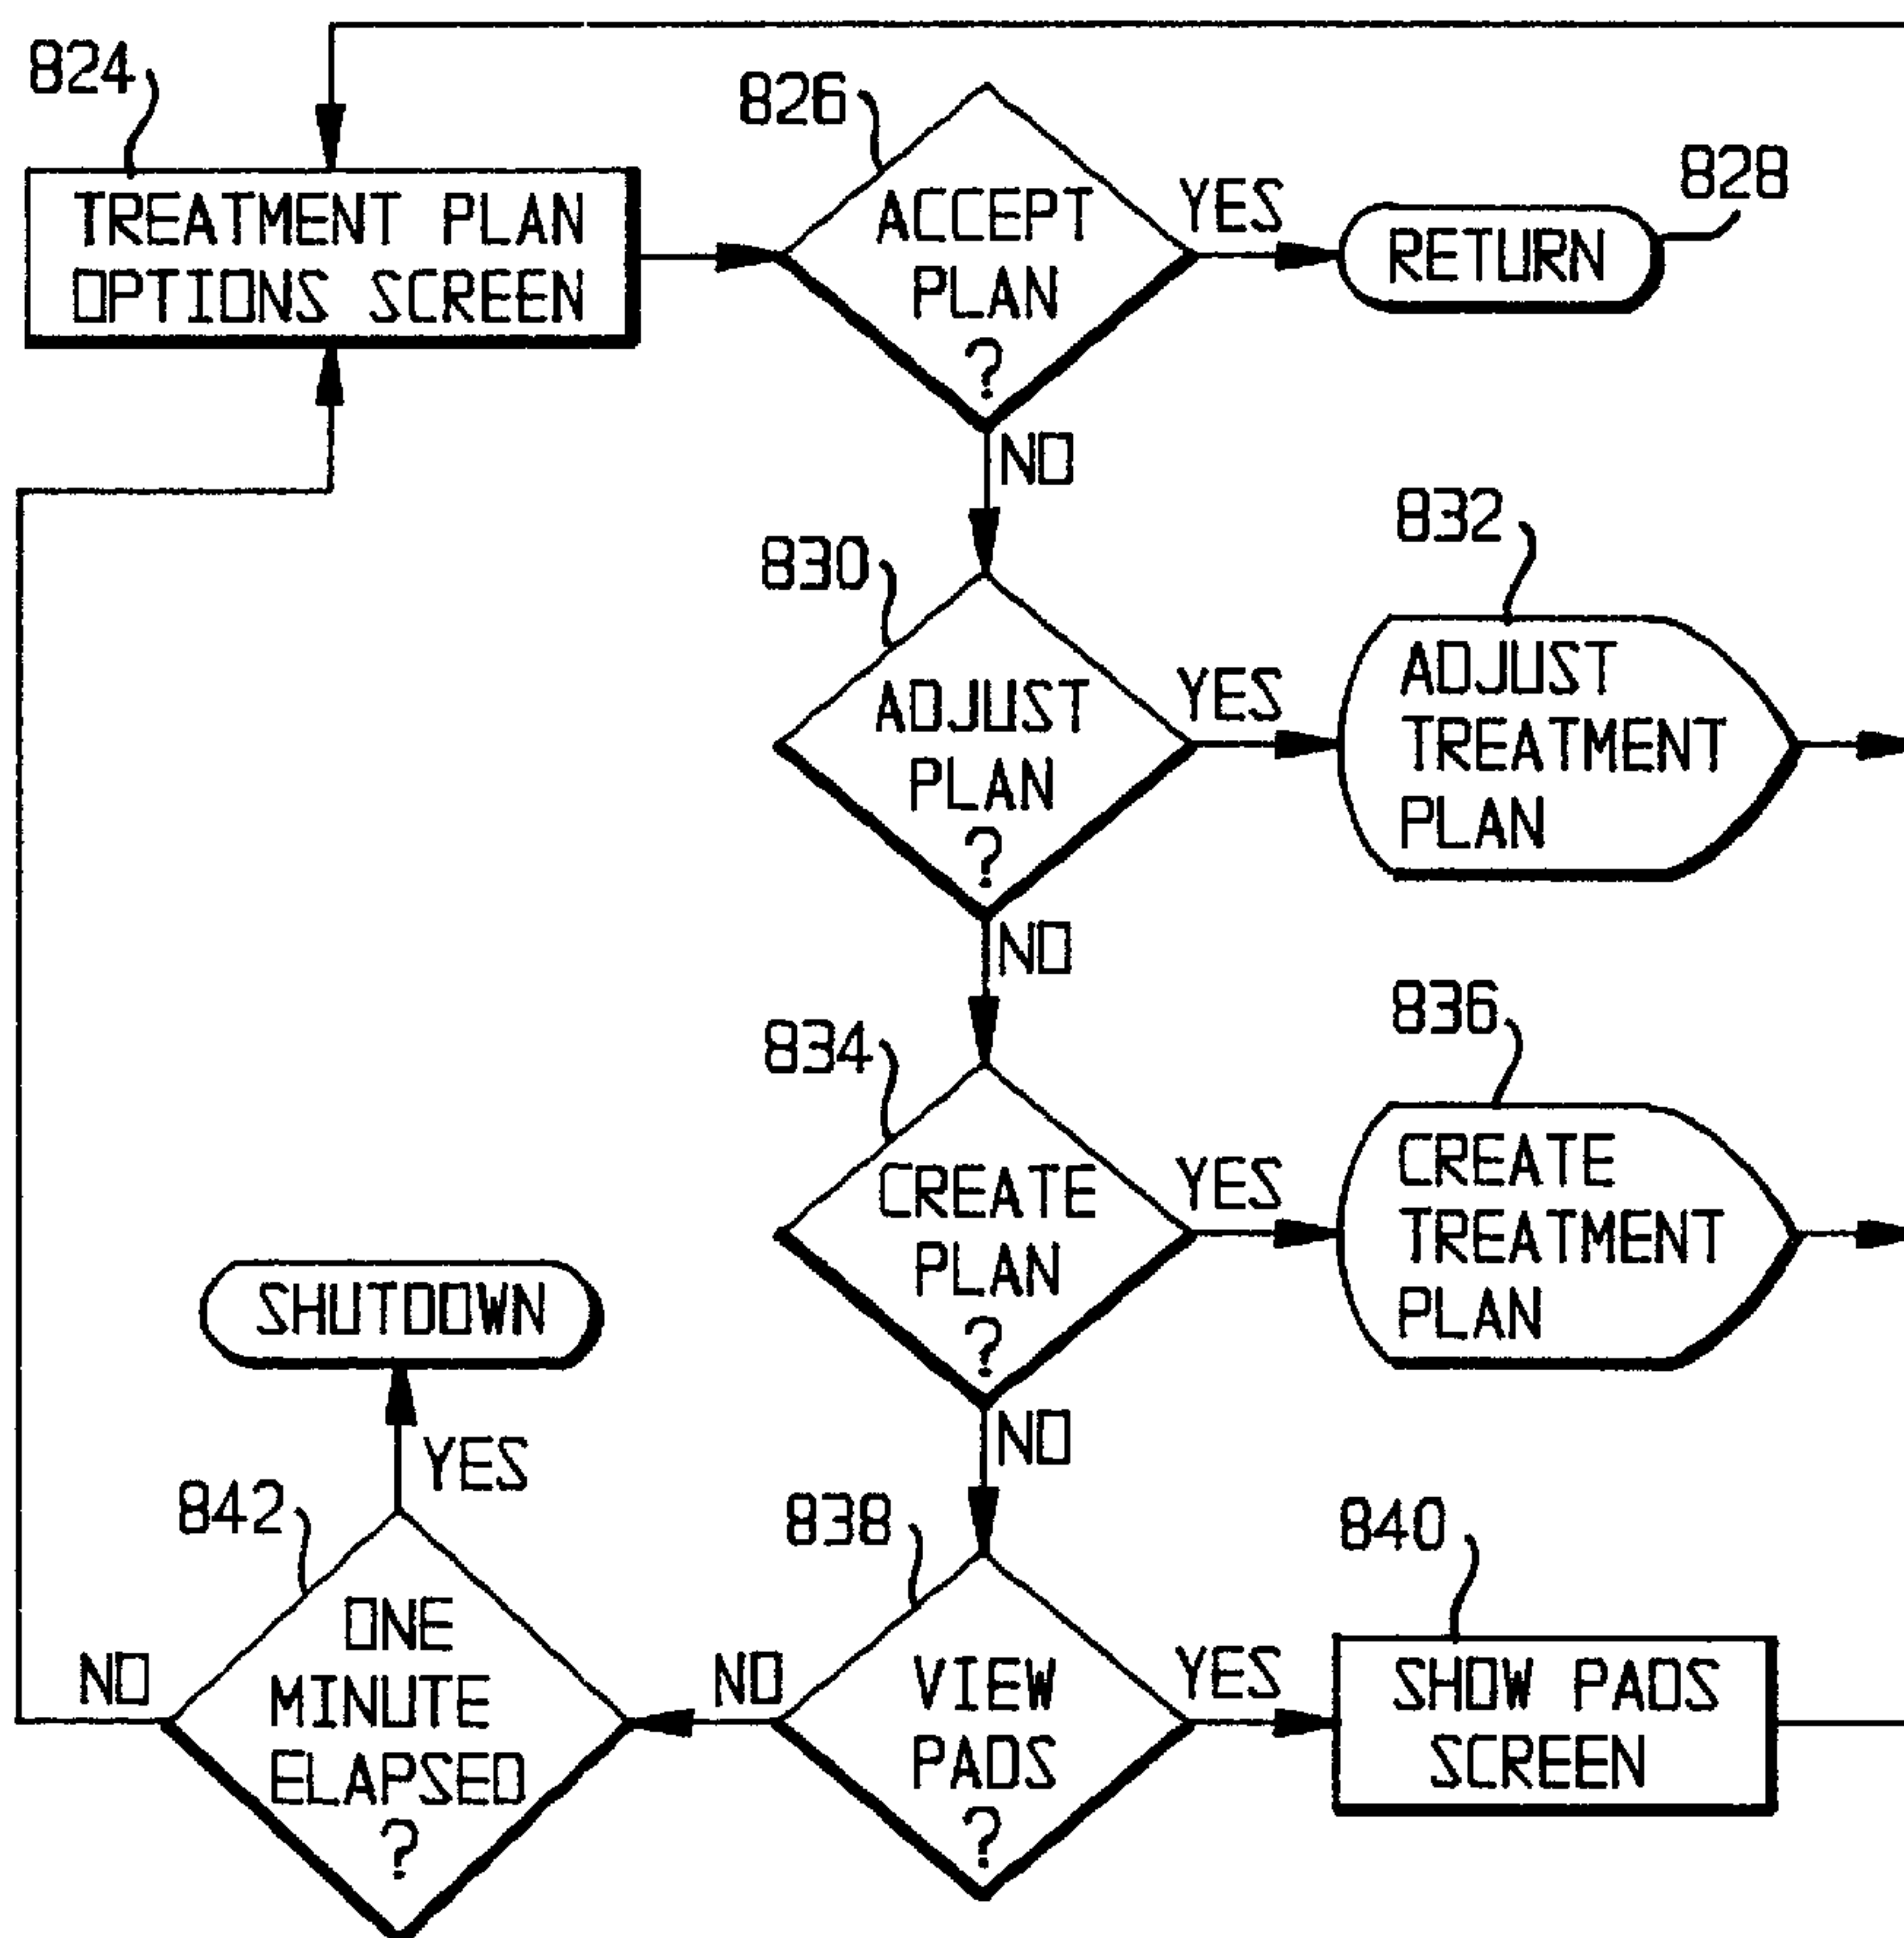 824
TREATMENT PLAN
OPTIONS SCREEN
826
ACCEPT
PLAN
?
YES
828
RETURN
NO
830
ADJUST
PLAN
?
YES
832
ADJUST
TREATMENT
PLAN
NO
834
CREATE
PLAN
?
YES
836
CREATE
TREATMENT
PLAN
NO
838
VIEW
PADS
?
YES
840
SHOW PADS
SCREEN
NO
842
ONE
MINUTE
ELAPSED
?
YES
SHUTDOWN
NO